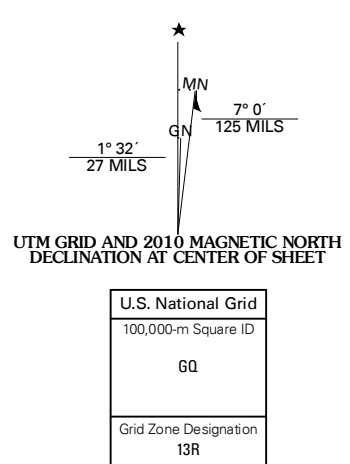 ★
MN
GN
7° 0´
125 MILS
1° 32´
27 MILS
UTM GRID AND 2010 MAGNETIC NORTH
DECLINATION AT CENTER OF SHEET
U.S. National Grid
100,000-m Square ID
GQ
Grid Zone Designation
13R